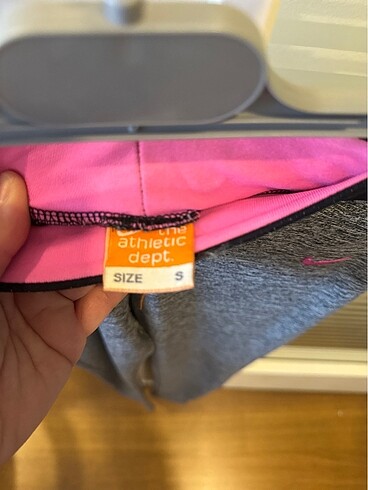 the
athletic
dept.
SIZE S